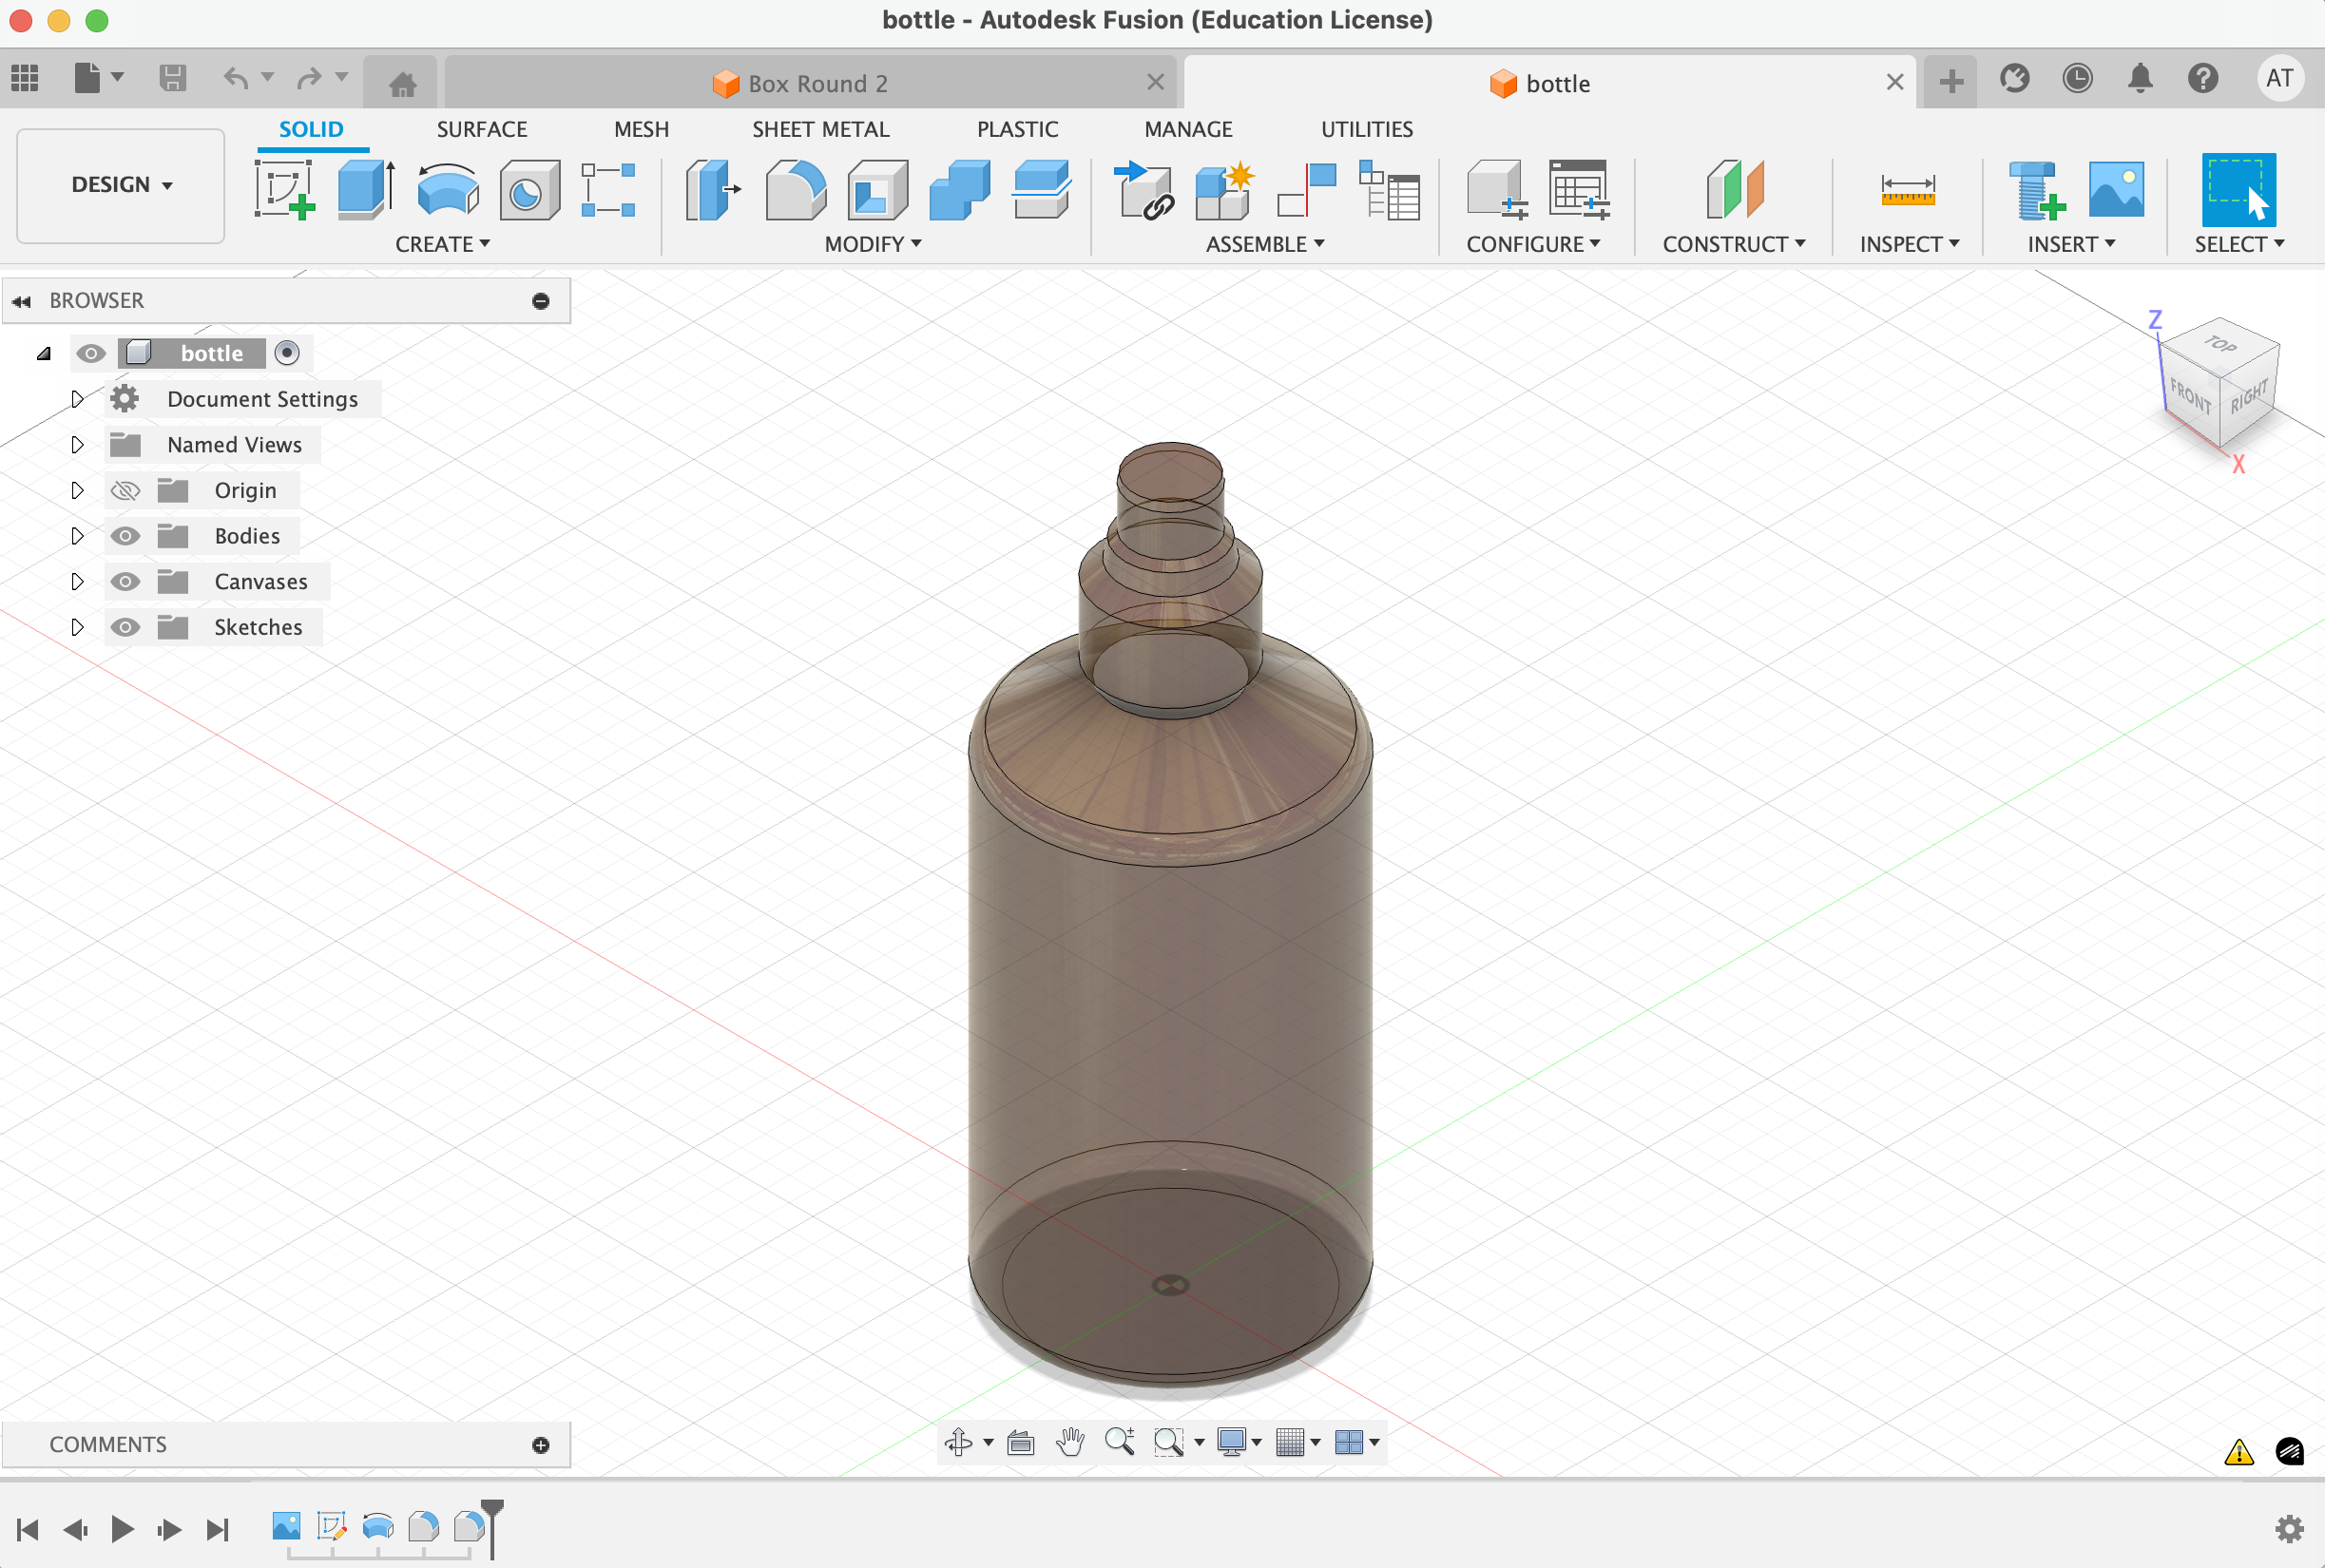 bottle - Autodesk Fusion (Education License)
Box Round 2
bottle
AT
DESIGN
SOLID
SURFACE
MESH
SHEET METAL
PLASTIC
MANAGE
UTILITIES
CREATE
MODIFY
ASSEMBLE
CONFIGURE
CONSTRUCT
INSPECT
INSERT
SELECT
BROWSER
bottle
Document Settings
Named Views
Origin
Bodies
Canvases
Sketches
Z
TOP
FRONT
RIGHT
X
COMMENTS